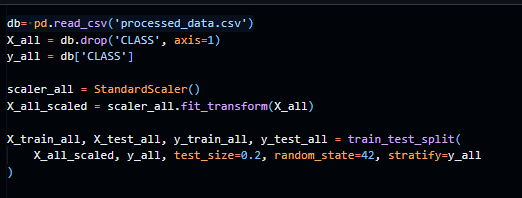 db= pd.read_csv('processed_data.csv')
X_all = db.drop('CLASS', axis=1)
y_all = db['CLASS']
scaler_all = StandardScaler()
X_all_scaled = scaler_all.fit_transform(X_all)
X_train_all, X_test_all, y_train_all, y_test_all = train_test_split(
    X_all_scaled, y_all, test_size=0.2, random_state=42, stratify=y_all
)